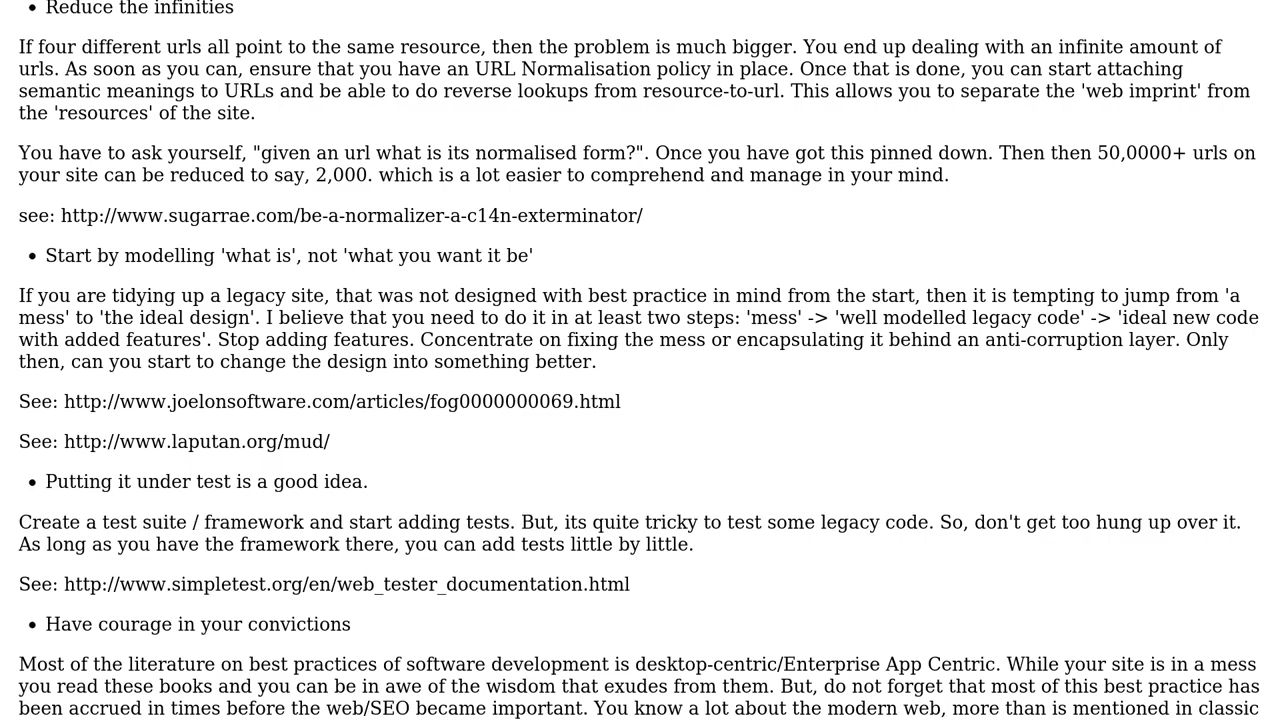 • Reduce the infinities
If four different urls all point to the same resource, then the problem is much bigger. You end up dealing with an infinite amount of
urls. As soon as you can, ensure that you have an URL Normalisation policy in place. Once that is done, you can start attaching
semantic meanings to URLs and be able to do reverse lookups from resource-to-url. This allows you to separate the 'web imprint' from
the 'resources' of the site.
You have to ask yourself, "given an url what is its normalised form?". Once you have got this pinned down. Then then 50,0000+ urls on
your site can be reduced to say, 2,000. which is a lot easier to comprehend and manage in your mind.
see: http://www.sugarrae.com/be-a-normalizer-a-c14n-exterminator/
• Start by modelling 'what is', not 'what you want it be'
If you are tidying up a legacy site, that was not designed with best practice in mind from the start, then it is tempting to jump from 'a
mess' to 'the ideal design'. I believe that you need to do it in at least two steps: 'mess' -> 'well modelled legacy code' -> 'ideal new code
with added features'. Stop adding features. Concentrate on fixing the mess or encapsulating it behind an anti-corruption layer. Only
then, can you start to change the design into something better.
See: http://www.joelonsoftware.com/articles/fog0000000069.html
See: http://www.laputan.org/mud/
• Putting it under test is a good idea.
Create a test suite / framework and start adding tests. But, its quite tricky to test some legacy code. So, don't get too hung up over it.
As long as you have the framework there, you can add tests little by little.
See: http://www.simpletest.org/en/web_tester_documentation.html
• Have courage in your convictions
Most of the literature on best practices of software development is desktop-centric/Enterprise App Centric. While your site is in a mess
you read these books and you can be in awe of the wisdom that exudes from them. But, do not forget that most of this best practice has
been accrued in times before the web/SEO became important. You know a lot about the modern web, more than is mentioned in classic